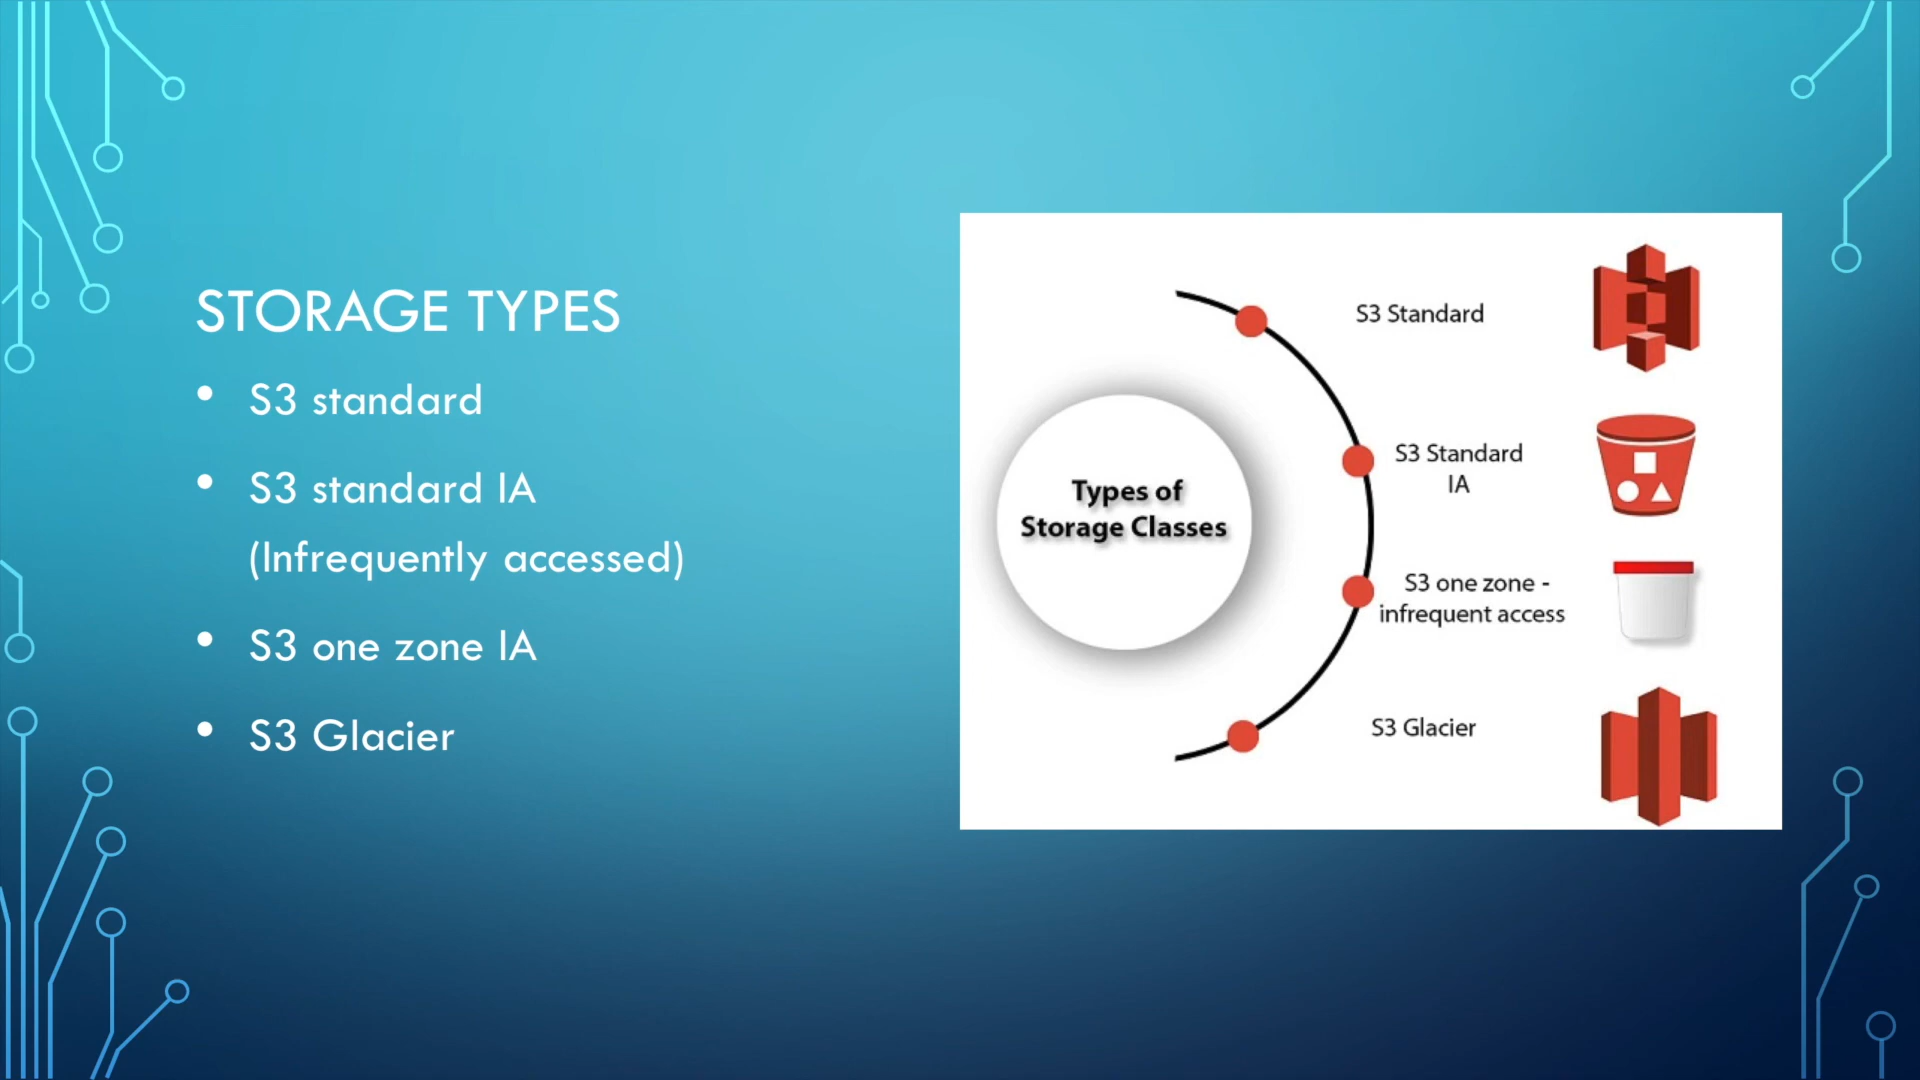 STORAGE TYPES
• S3 standard
• S3 standard IA
(Infrequently accessed)
• S3 one zone IA
• S3 Glacier
Types of
Storage Classes
S3 Standard
S3 Standard
IA
S3 one zone -
infrequent access
S3 Glacier